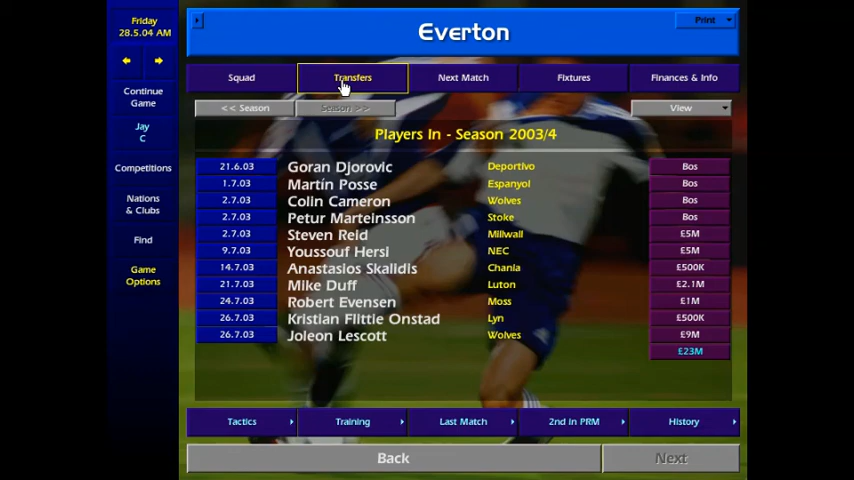 Friday
28.5.04 AM
Everton
Print
Squad
Transfers
Next Match
Fixtures
Finances & Info
Continue
Game
Jay
C
Competitions
Nations
& Clubs
Find
Game
Options
<< Season
Season >>
View
Players In - Season 2003/4
21.6.03 Goran Djorovic Deportivo Bos
1.7.03 Martín Posse Espanyol Bos
2.7.03 Colin Cameron Wolves Bos
2.7.03 Petur Marteinsson Stoke Bos
2.7.03 Steven Reid Millwall £5M
9.7.03 Youssouf Hersi NEC £5M
14.7.03 Anastasios Skalidis Chania £500K
21.7.03 Mike Duff Luton £2.1M
24.7.03 Robert Evensen Moss £1M
26.7.03 Kristian Flittie Onstad Lyn £500K
26.7.03 Joleon Lescott Wolves £9M
£23M
Tactics
Training
Last Match
2nd in PRM
History
Back
Next